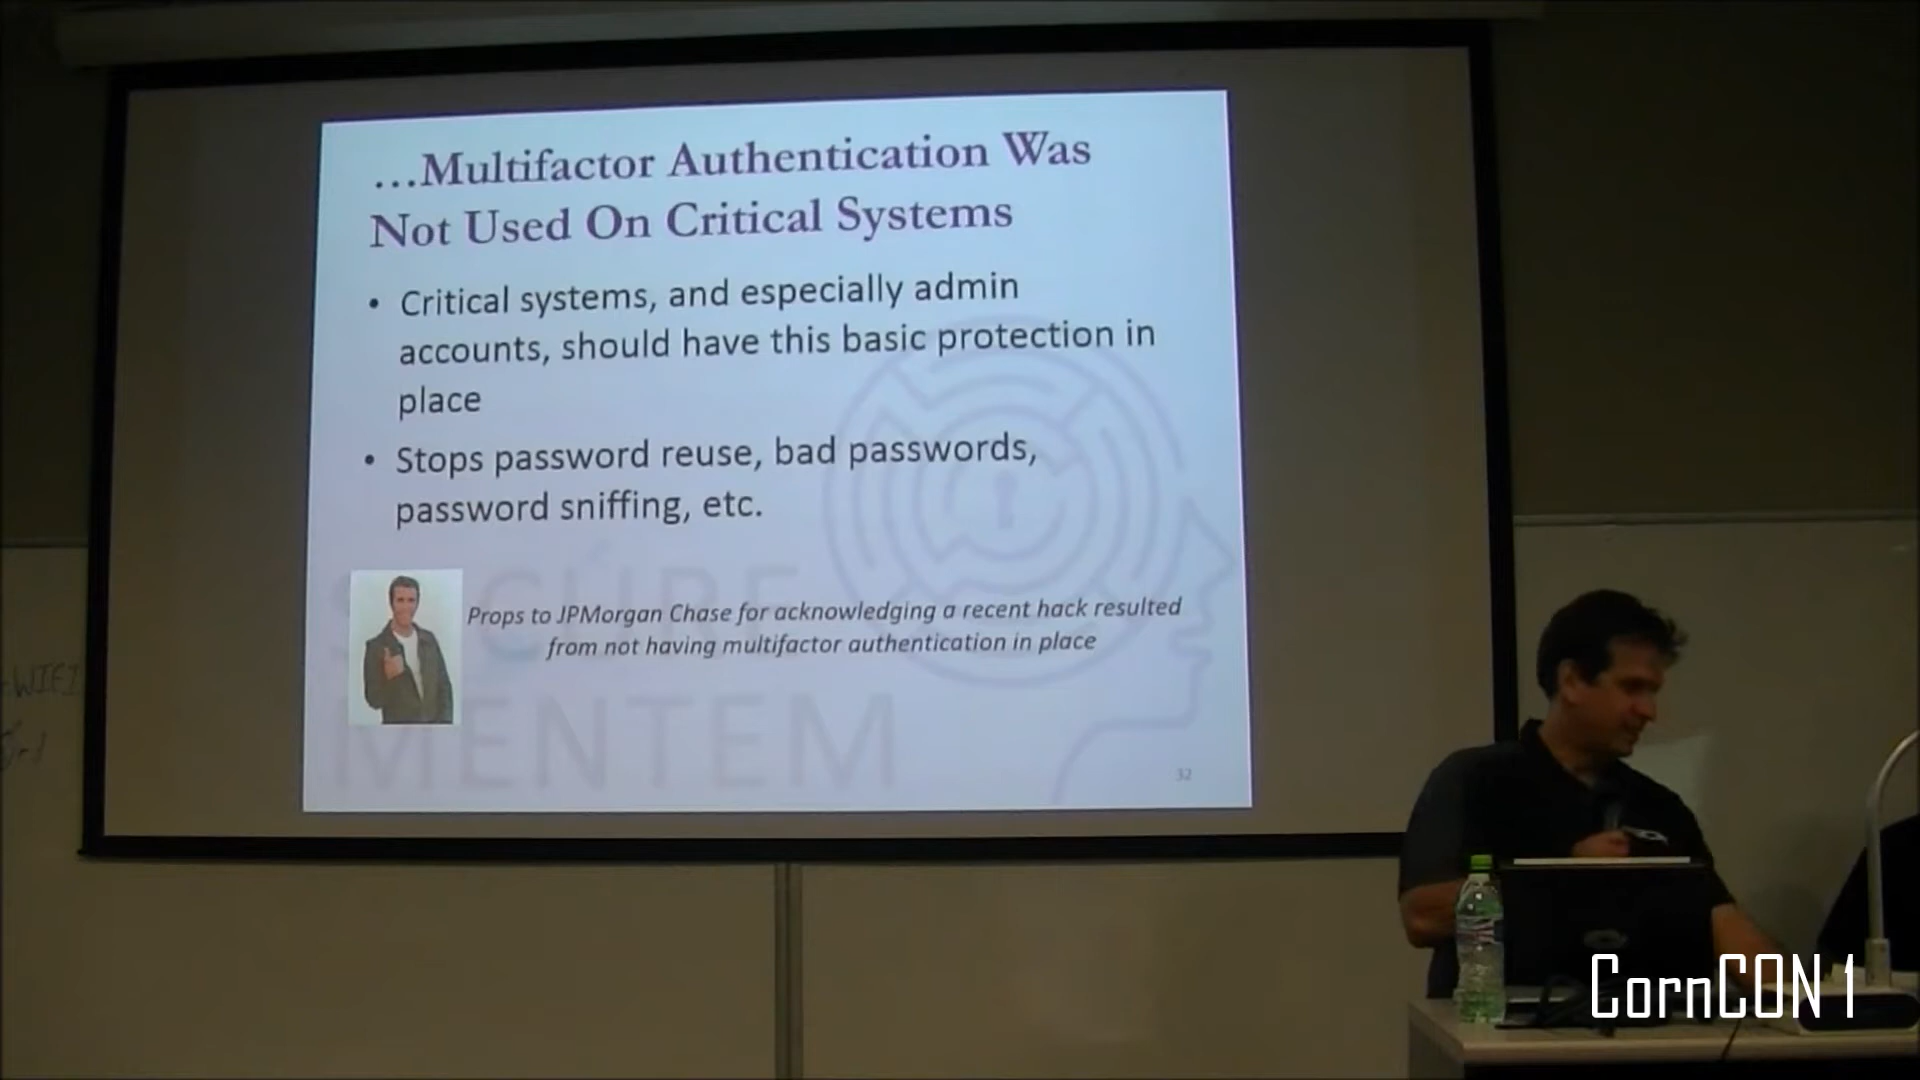 ...Multifactor Authentication Was
Not Used On Critical Systems
• Critical systems, and especially admin
accounts, should have this basic protection in
place
• Stops password reuse, bad passwords,
password sniffing, etc.
Props to JPMorgan Chase for acknowledging a recent hack resulted
from not having multifactor authentication in place
SECURE
MENTEM
32
WIFI
CornCON 1